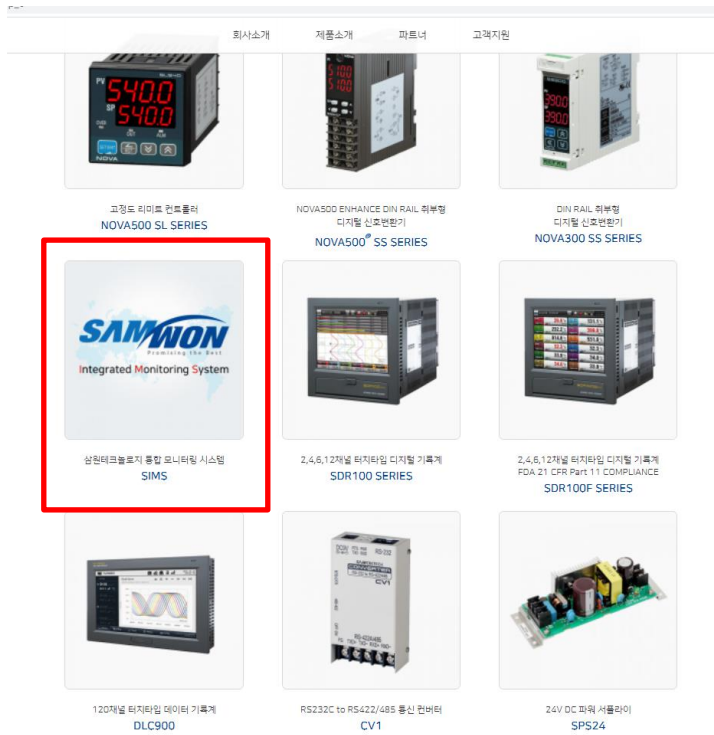 회사소개 제품소개 파트너 고객지원
PV
540.0
SP
540.0
NOVA
5100
5100
390.0
390.0
고정도 리미트 컨트롤러
NOVA500 SL SERIES
NOVA500 ENHANCE DIN RAIL 취부형
디지털 신호변환기
NOVA500 SS SERIES
DIN RAIL 취부형
디지털 신호변환기
NOVA300 SS SERIES
SAMWON
Promising the Best
Integrated Monitoring System
삼원테크놀로지 통합 모니터링 시스템
SIMS
2,4,6,12채널 터치타입 디지털 기록계
SDR100 SERIES
2,4,6,12채널 터치타입 디지털 기록계
FDA 21 CFR Part 11 COMPLIANCE
SDR100F SERIES
RS-232
CONVERTER
CV1
RS-422A/485
120채널 터치타입 데이터 기록계
DLC900
RS232C to RS422/485 통신 컨버터
CV1
24V DC 파워 서플라이
SPS24